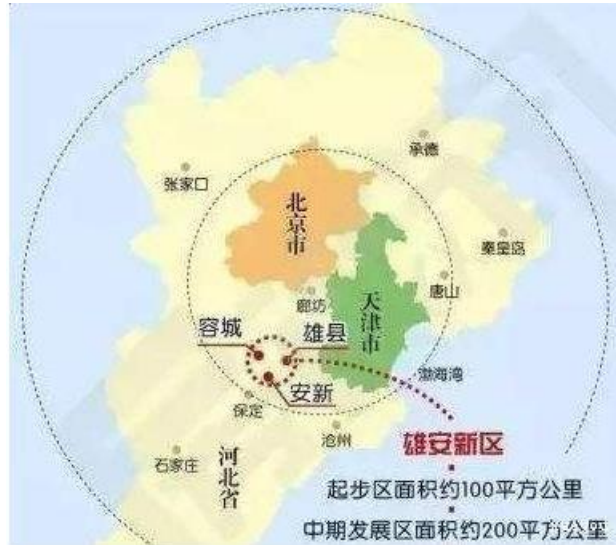 承德
张家口
北京市
秦皇岛
唐山
廊坊
天津市
容城
雄县
渤海湾
安新
保定
沧州
雄安新区
石家庄
河北省
起步区面积约100平方公里
中期发展区面积约200平方公里